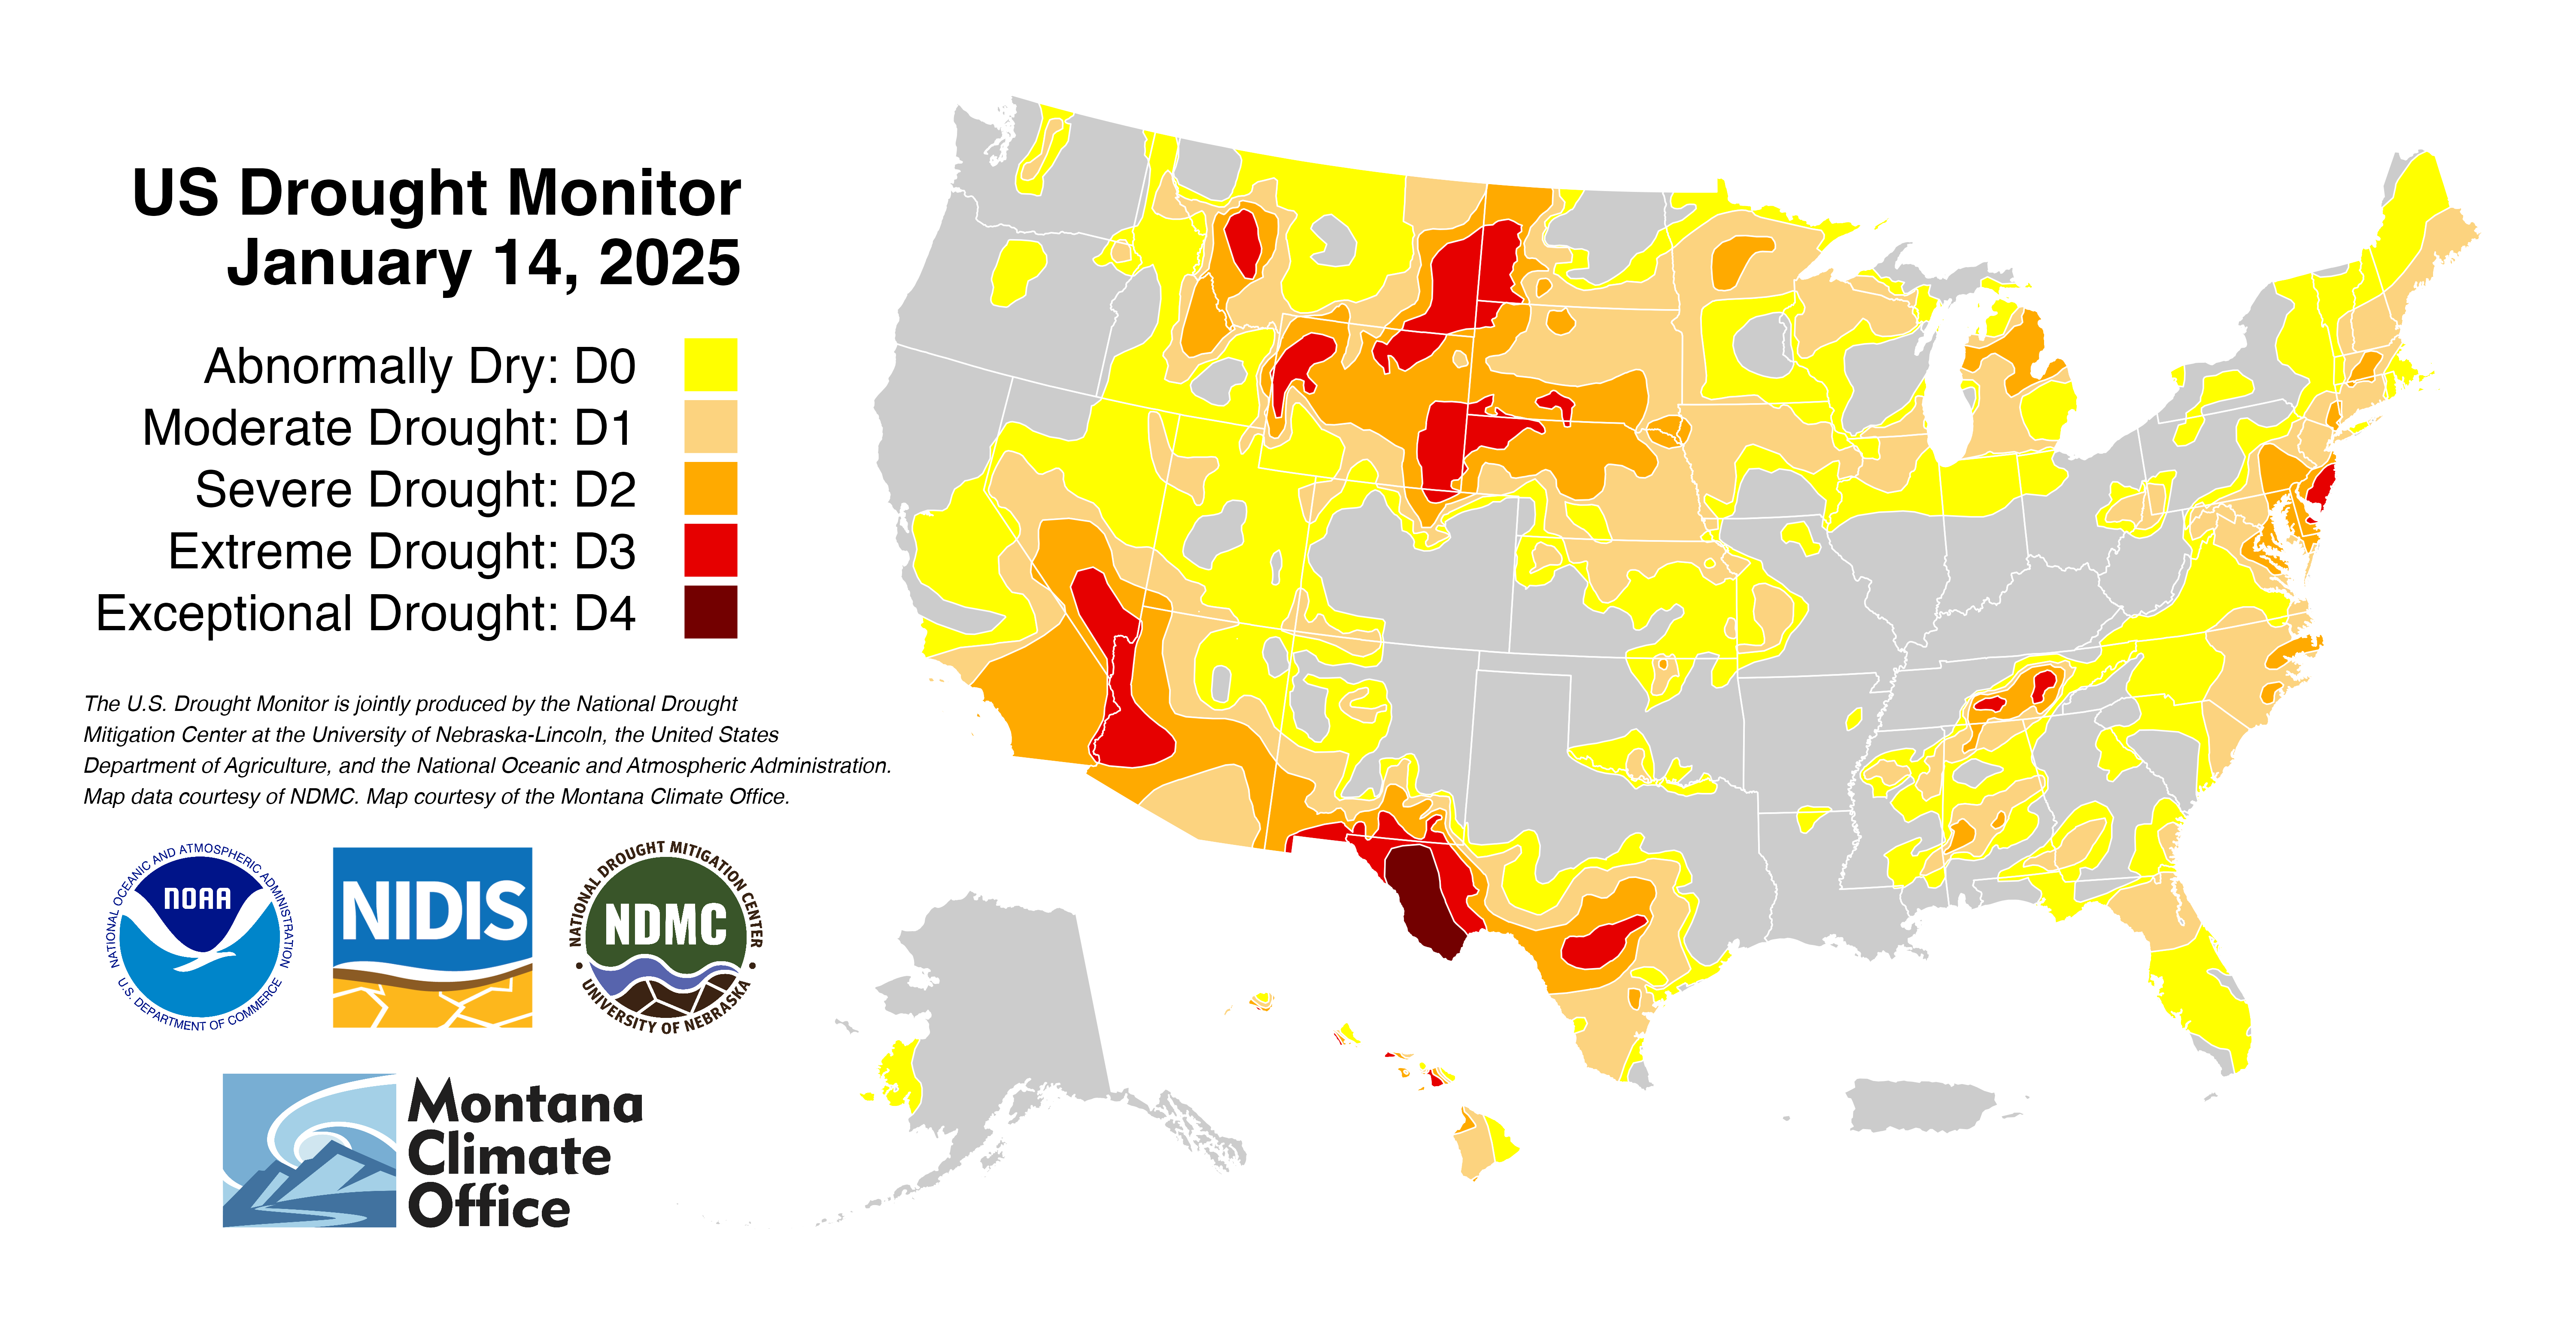 US Drought Monitor
January 14, 2025
Abnormally Dry: D0
Moderate Drought: D1
Severe Drought: D2
Extreme Drought: D3
Exceptional Drought: D4
The U.S. Drought Monitor is jointly produced by the National Drought
Mitigation Center at the University of Nebraska-Lincoln, the United States
Department of Agriculture, and the National Oceanic and Atmospheric Administration.
Map data courtesy of NDMC. Map courtesy of the Montana Climate Office.
NATIONAL OCEANIC AND ATMOSPHERIC ADMINISTRATION
NOAA
U.S. DEPARTMENT OF COMMERCE
NIDIS
NATIONAL DROUGHT MITIGATION CENTER
NDMC
UNIVERSITY OF NEBRASKA
Montana
Climate
Office